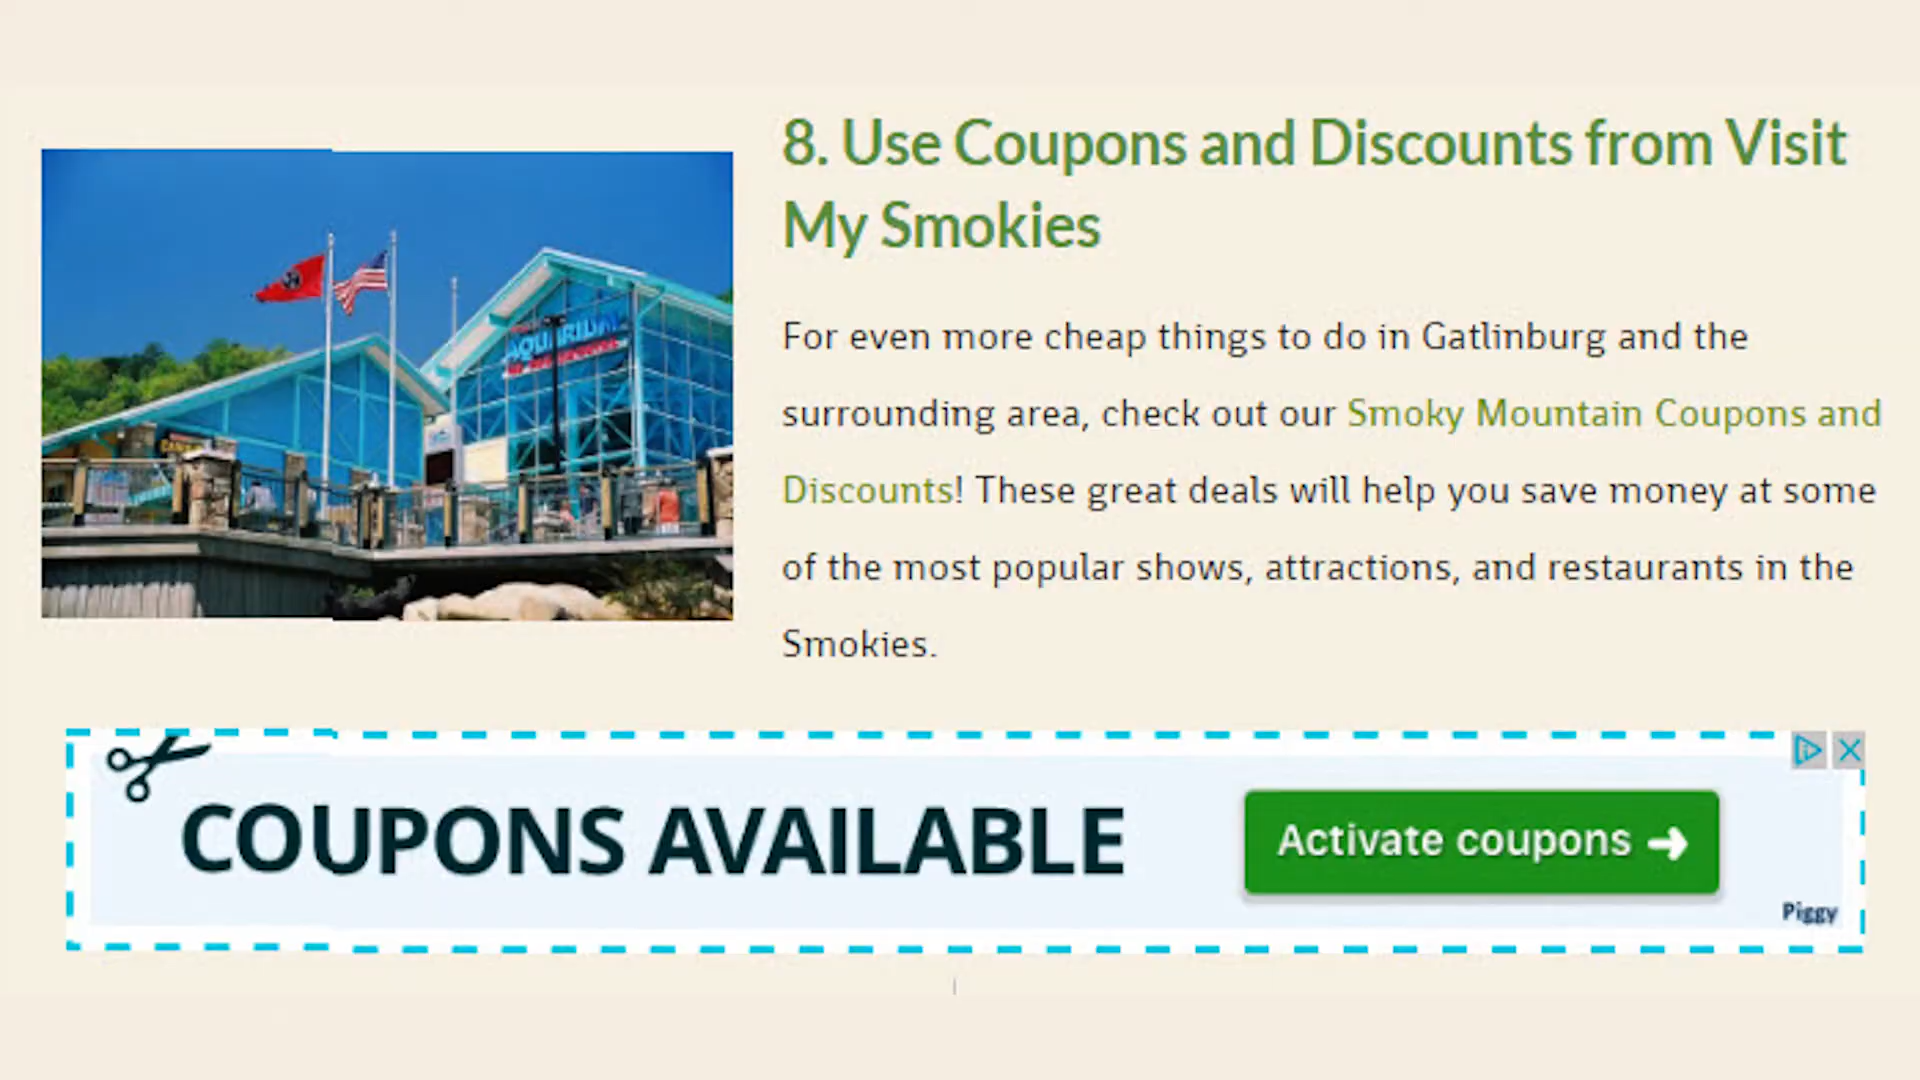 8. Use Coupons and Discounts from Visit
My Smokies
For even more cheap things to do in Gatlinburg and the
surrounding area, check out our Smoky Mountain Coupons and
Discounts! These great deals will help you save money at some
of the most popular shows, attractions, and restaurants in the
Smokies.
AQUARIUM
COUPONS AVAILABLE
Activate coupons
Piggy